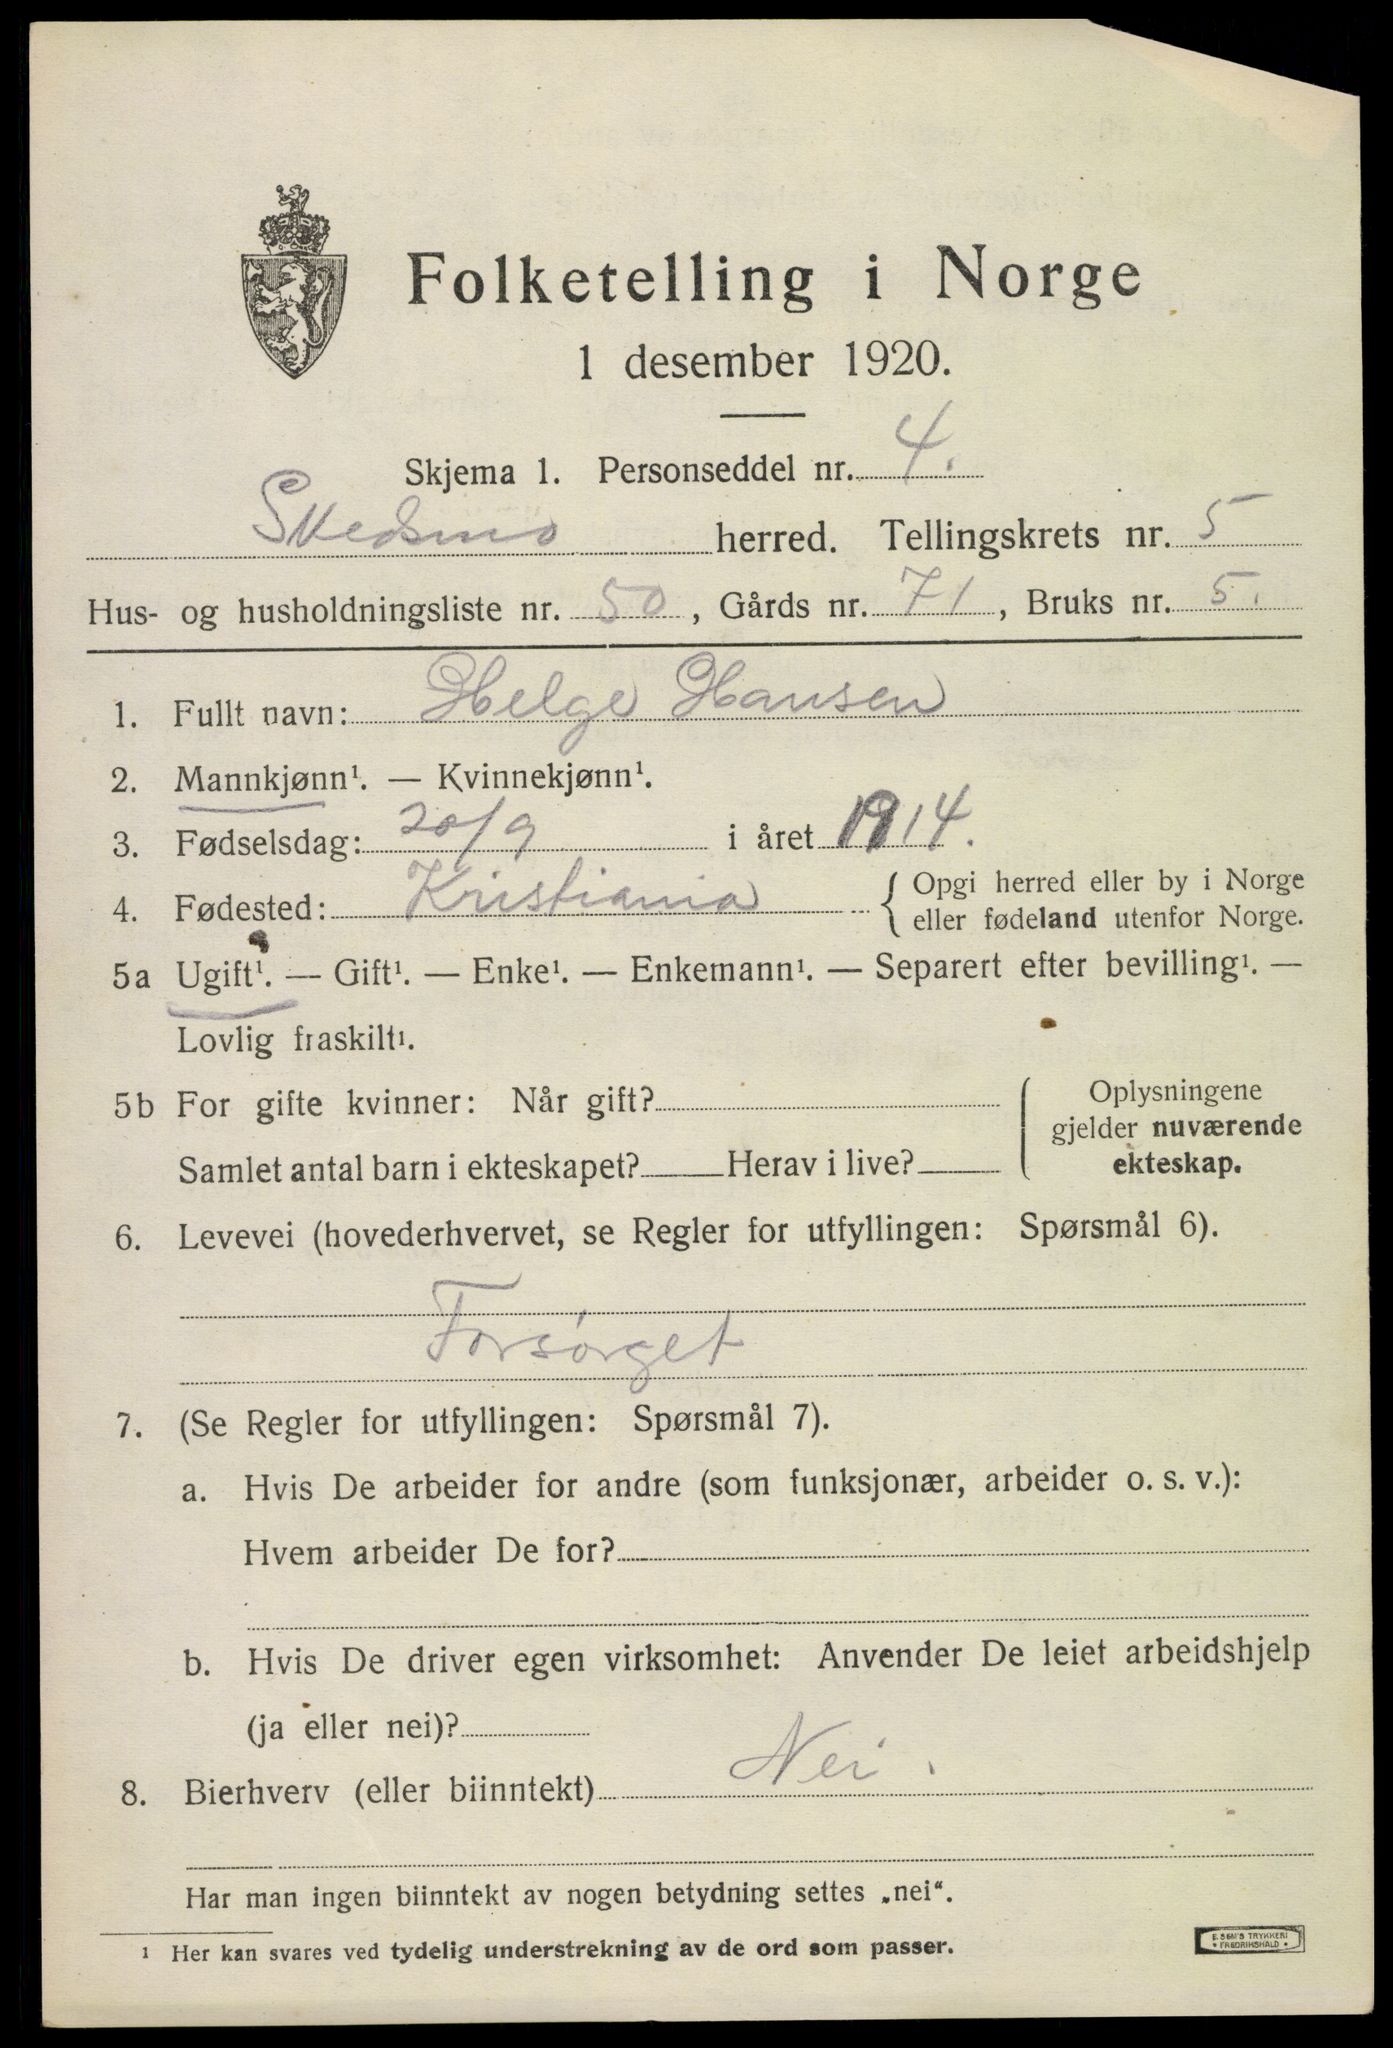 Folketelling i Norge
1 desember 1920.
Skjema 1. Personseddel nr. 4.
Skedsmo herred. Tellingskrets nr. 5
Hus- og husholdningsliste nr. 50, Gårds nr. 71, Bruks nr. 5.
1. Fullt navn: Helge Hansen
2. Mannkjønn¹. — Kvinnekjønn¹.
3. Fødselsdag: 20/9 i året 1914.
4. Fødested: Kristiania { Opgi herred eller by i Norge
eller fødeland utenfor Norge.
5a Ugift¹. — Gift¹. — Enke¹. — Enkemann¹. — Separert efter bevilling¹. —
Lovlig fraskilt¹.
5b For gifte kvinner: Når gift?
Samlet antal barn i ekteskapet? Herav i live?
Oplysningene
gjelder nuværende
ekteskap.
6. Levevei (hovederhvervet, se Regler for utfyllingen: Spørsmål 6).
Forsørget
7. (Se Regler for utfyllingen: Spørsmål 7).
a. Hvis De arbeider for andre (som funksjonær, arbeider o. s. v.):
Hvem arbeider De for?
b. Hvis De driver egen virksomhet: Anvender De leiet arbeidshjelp
(ja eller nei)?
8. Bierhverv (eller biinntekt) Nei.
Har man ingen biinntekt av nogen betydning settes „nei“.
¹ Her kan svares ved tydelig understrekning av de ord som passer.
E. SEM'S TRYKKERI
• FREDRIKSHALD •